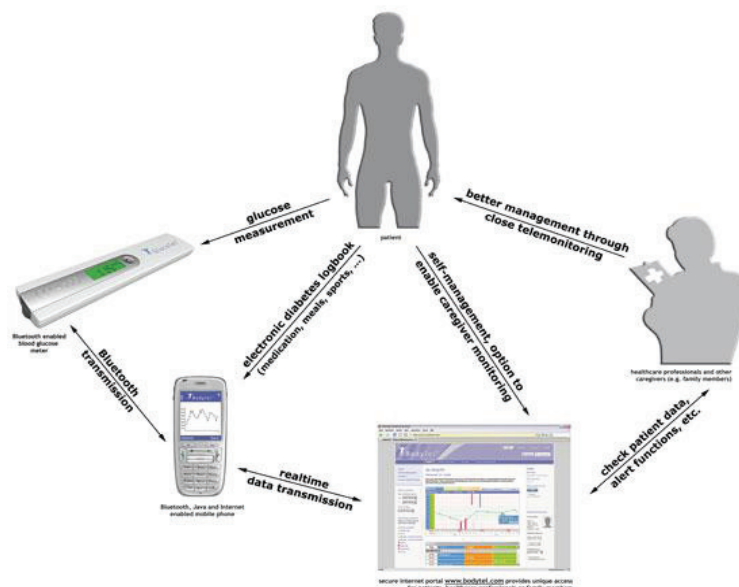 patient
glucose
measurement
better management through
close telemonitoring
electronic diabetes logbook
(medication, meals, sports, ...)
self-management, option to
enable caregiver monitoring
Bluetooth enabled
blood glucose
meter
Bluetooth
transmission
healthcare professionals and other
caregivers (e.g. family members)
check patient data,
alert functions, etc.
bodytel
bodytel
realtime
data transmission
Bluetooth, Java and Internet
enabled mobile phone
secure internet portal www.bodytel.com provides unique access